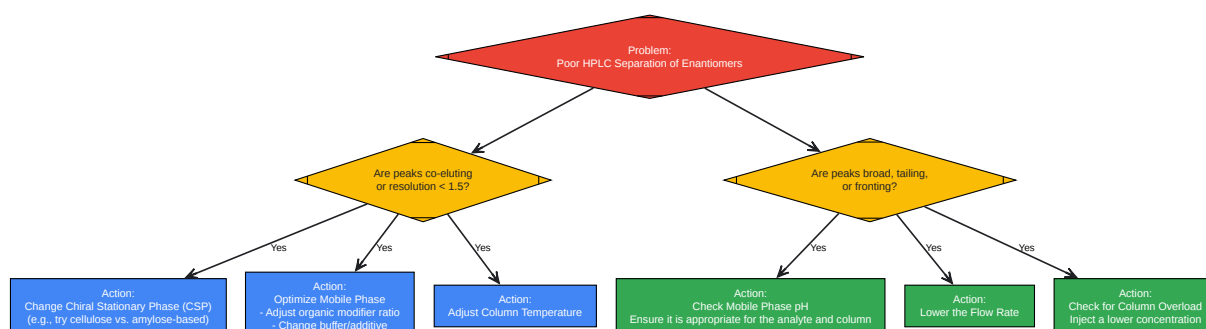 Problem:
Poor HPLC Separation of Enantiomers
Are peaks co-eluting
or resolution < 1.5?
Are peaks broad, tailing,
or fronting?
Yes
Yes
Yes
Yes
Yes
Yes
Action:
Change Chiral Stationary Phase (CSP)
(e.g., try cellulose vs. amylose-based)
Action:
Optimize Mobile Phase
- Adjust organic modifier ratio
- Change buffer/additive
Action:
Adjust Column Temperature
Action:
Check Mobile Phase pH
Ensure it is appropriate for the analyte and column
Action:
Lower the Flow Rate
Action:
Check for Column Overload
Inject a lower concentration